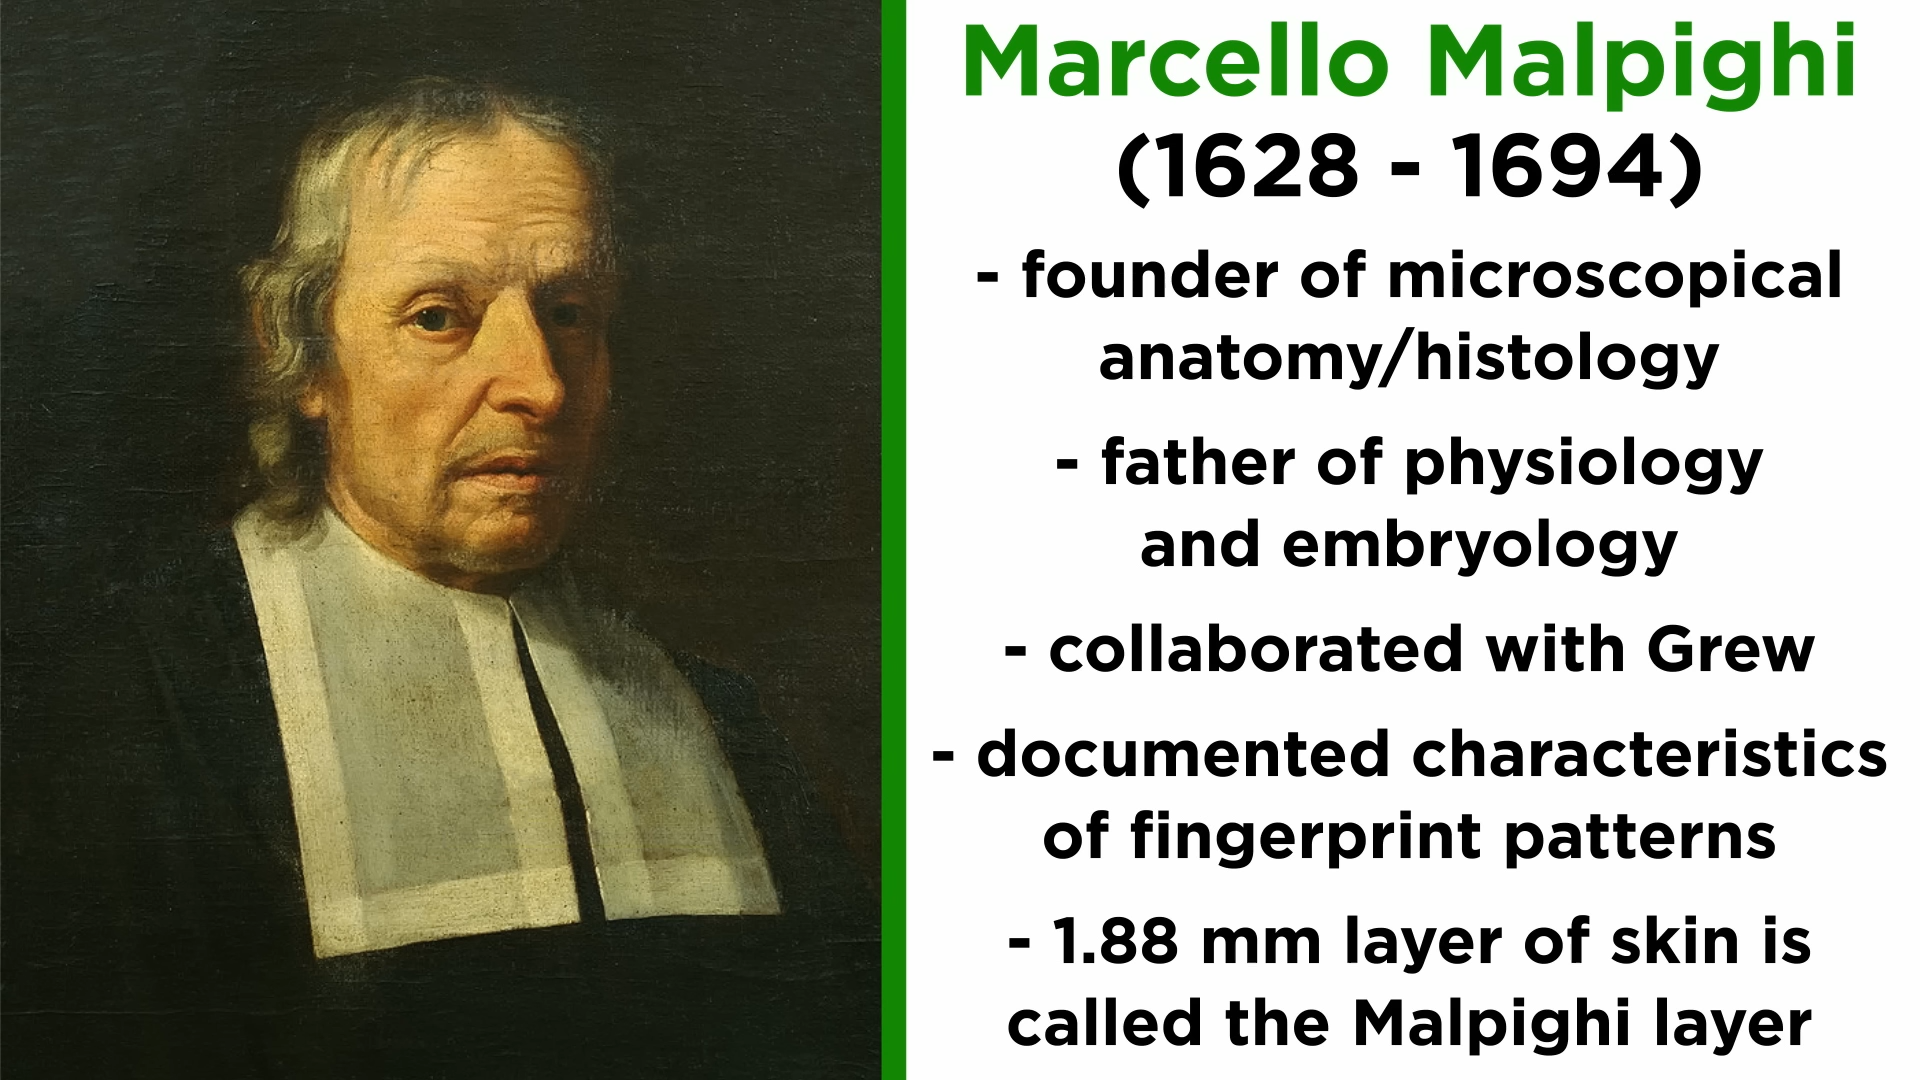 Marcello Malpighi
(1628 - 1694)
- founder of microscopical
anatomy/histology
- father of physiology
and embryology
- collaborated with Grew
- documented characteristics
of fingerprint patterns
- 1.88 mm layer of skin is
called the Malpighi layer